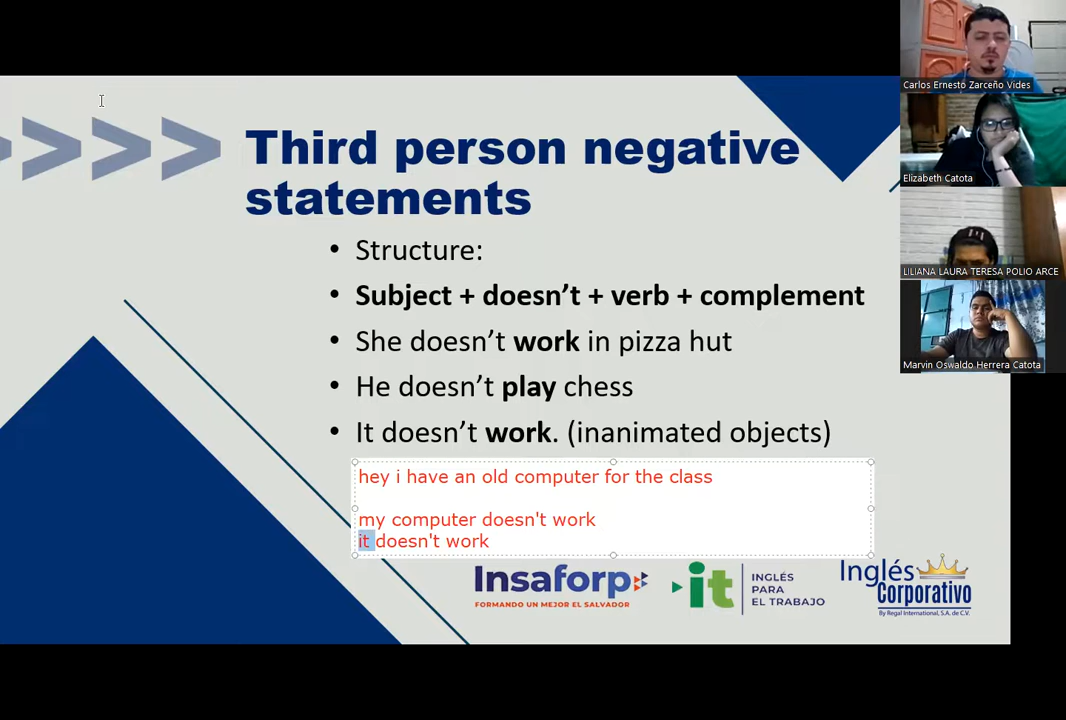 Third person negative
statements
• Structure:
• Subject + doesn't + verb + complement
• She doesn't work in pizza hut
• He doesn't play chess
• It doesn't work. (inanimated objects)
hey i have an old computer for the class
my computer doesn't work
it doesn't work
Insaforp
FORMANDO UN MEJOR EL SALVADOR
it
INGLÉS
PARA
EL TRABAJO
Inglés
Corporativo
By Regal International, S.A. de C.V.
Carlos Ernesto Zarceño Vides
Elizabeth Catota
LILIANA LAURA TERESA POLIO ARCE
Marvin Oswaldo Herrera Catota